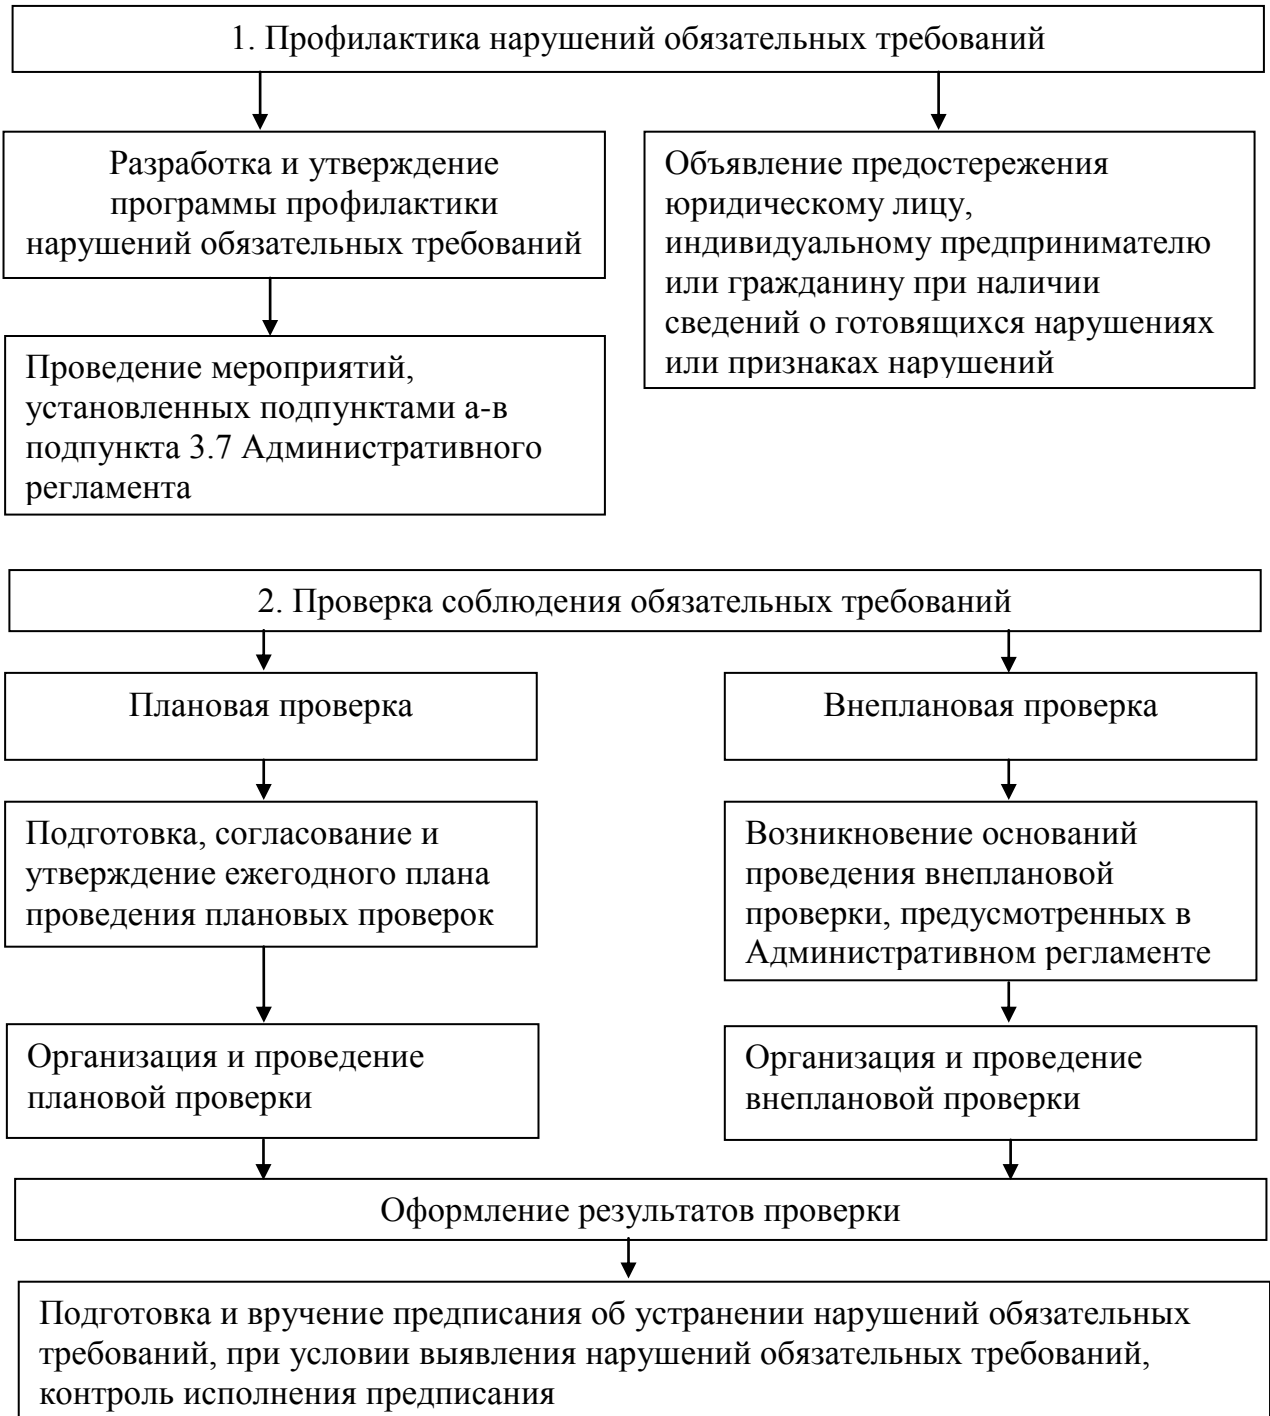 1. Профилактика нарушений обязательных требований
Разработка и утверждение
программы профилактики
нарушений обязательных требований
Объявление предостережения
юридическому лицу,
индивидуальному предпринимателю
или гражданину при наличии
сведений о готовящихся нарушениях
или признаках нарушений
Проведение мероприятий,
установленных подпунктами а-в
подпункта 3.7 Административного
регламента
2. Проверка соблюдения обязательных требований
Плановая проверка
Внеплановая проверка
Подготовка, согласование и
утверждение ежегодного плана
проведения плановых проверок
Возникновение оснований
проведения внеплановой
проверки, предусмотренных в
Административном регламенте
Организация и проведение
плановой проверки
Организация и проведение
внеплановой проверки
Оформление результатов проверки
Подготовка и вручение предписания об устранении нарушений обязательных
требований, при условии выявления нарушений обязательных требований,
контроль исполнения предписания